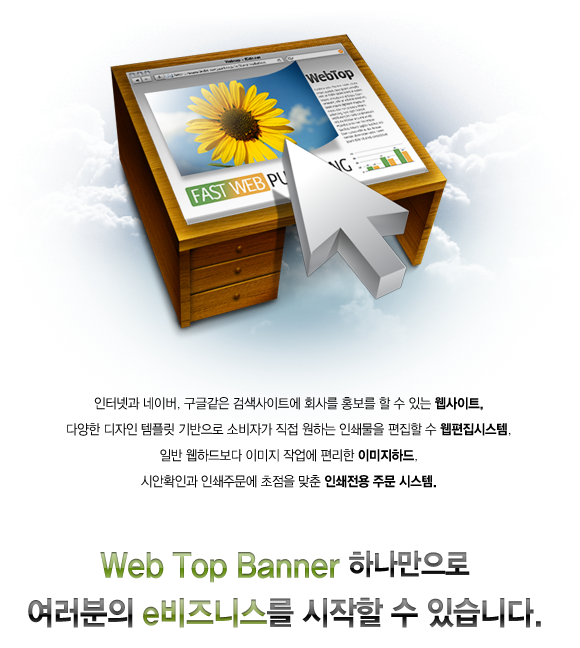 WebTop
FAST WEB
인터넷과 네이버, 구글같은 검색사이트에 회사를 홍보를 할 수 있는 웹사이트,
다양한 디자인 템플릿 기반으로 소비자가 직접 원하는 인쇄물을 편집할 수 웹편집시스템,
일반 웹하드보다 이미지 작업에 편리한 이미지하드,
시안확인과 인쇄주문에 초점을 맞춘 인쇄전용 주문 시스템.
Web Top Banner 하나만으로
여러분의 e비즈니스를 시작할 수 있습니다.